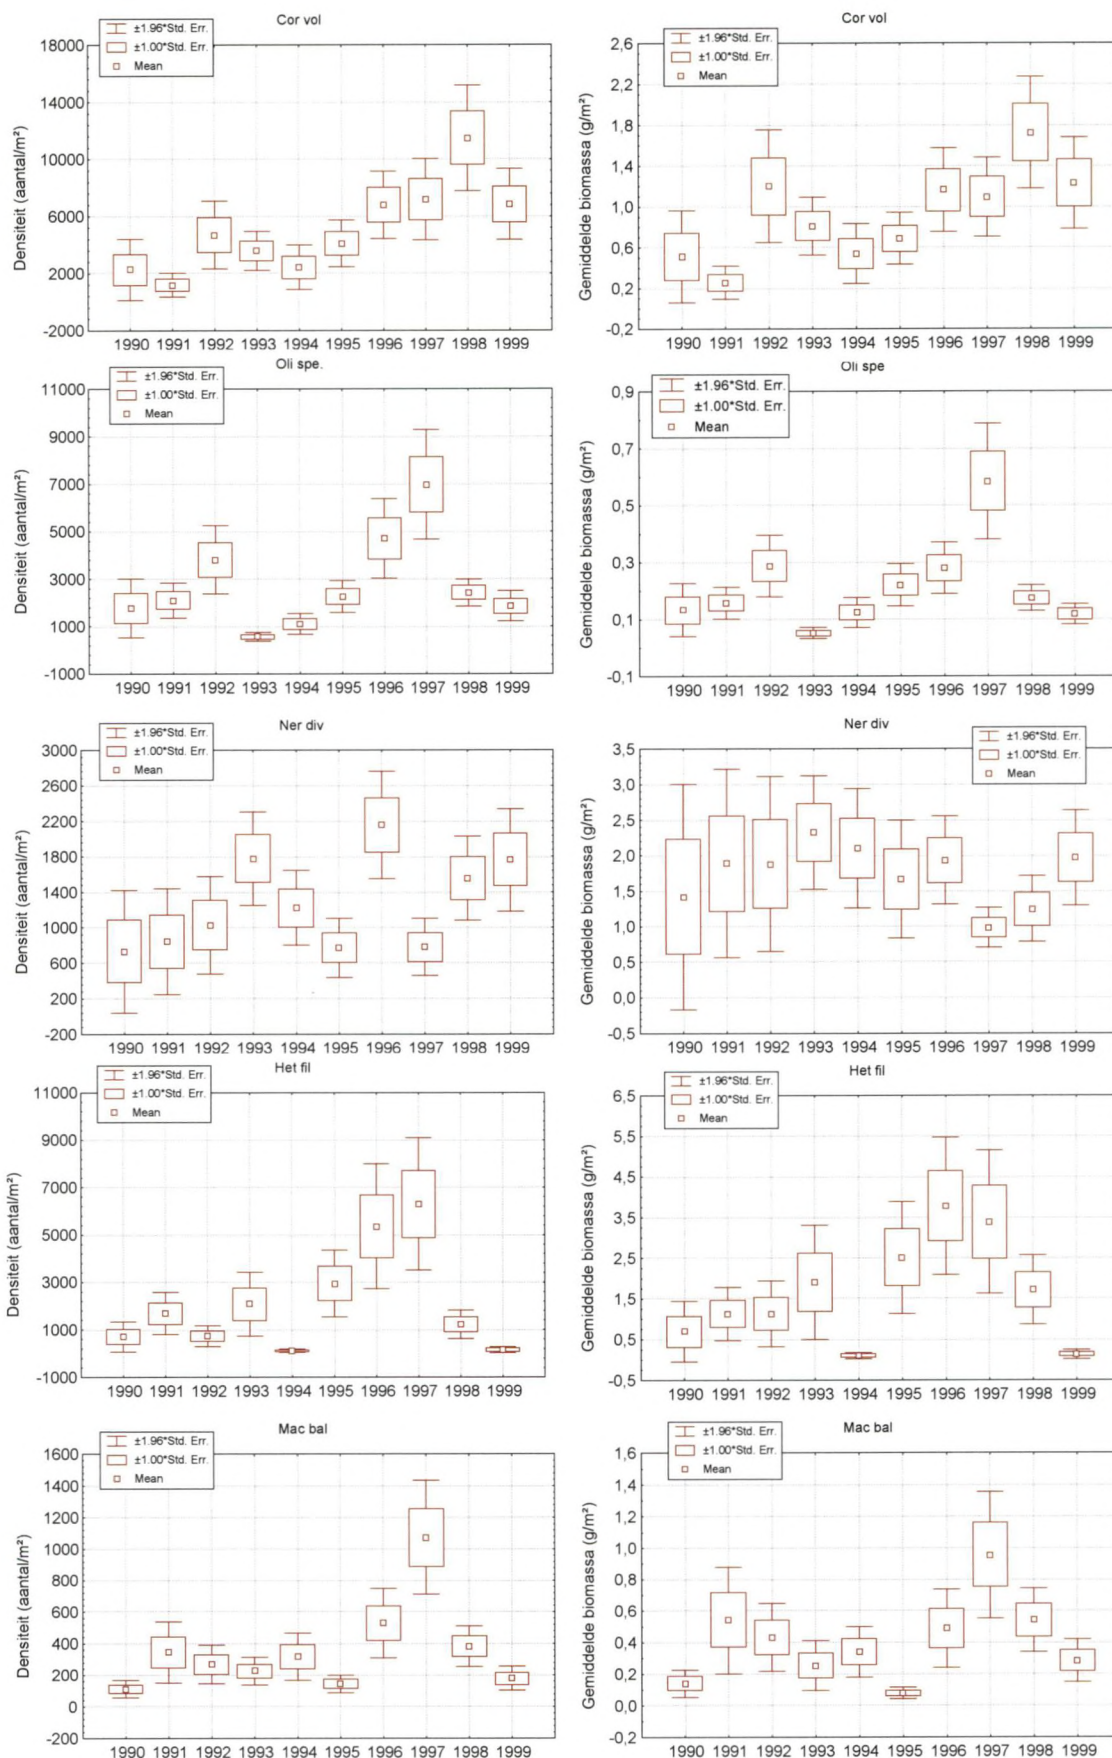 Cor vol
±1.96*Std. Err.
±1.00*Std. Err.
Mean
Densiteit (aantal/m²)
18000
14000
10000
6000
2000
-2000
1990 1991 1992 1993 1994 1995 1996 1997 1998 1999
Cor vol
±1.96*Std. Err.
±1.00*Std. Err.
Mean
Gemiddelde biomassa (g/m²)
2,6
2,2
1,8
1,4
1,0
0,6
0,2
-0,2
1990 1991 1992 1993 1994 1995 1996 1997 1998 1999
Oli spe.
±1.96*Std. Err.
±1.00*Std. Err.
Mean
Densiteit (aantal/m²)
11000
9000
7000
5000
3000
1000
-1000
1990 1991 1992 1993 1994 1995 1996 1997 1998 1999
Oli spe
±1.96*Std. Err.
±1.00*Std. Err.
Mean
Gemiddelde biomassa (g/m²)
0,9
0,7
0,5
0,3
0,1
-0,1
1990 1991 1992 1993 1994 1995 1996 1997 1998 1999
Ner div
±1.96*Std. Err.
±1.00*Std. Err.
Mean
Densiteit (aantal/m²)
3000
2600
2200
1800
1400
1000
600
200
-200
1990 1991 1992 1993 1994 1995 1996 1997 1998 1999
Ner div
±1.96*Std. Err.
±1.00*Std. Err.
Mean
Gemiddelde biomassa (g/m²)
3,5
3,0
2,5
2,0
1,5
1,0
0,5
0,0
-0,5
1990 1991 1992 1993 1994 1995 1996 1997 1998 1999
Het fil
±1.96*Std. Err.
±1.00*Std. Err.
Mean
Densiteit (aantal/m²)
11000
9000
7000
5000
3000
1000
-1000
1990 1991 1992 1993 1994 1995 1996 1997 1998 1999
Het fil
±1.96*Std. Err.
±1.00*Std. Err.
Mean
Gemiddelde biomassa (g/m²)
6,5
5,5
4,5
3,5
2,5
1,5
0,5
-0,5
1990 1991 1992 1993 1994 1995 1996 1997 1998 1999
Mac bal
±1.96*Std. Err.
±1.00*Std. Err.
Mean
Densiteit (aantal/m²)
1600
1400
1200
1000
800
600
400
200
0
-200
1990 1991 1992 1993 1994 1995 1996 1997 1998 1999
Mac bal
±1.96*Std. Err.
±1.00*Std. Err.
Mean
Gemiddelde biomassa (g/m²)
1,6
1,4
1,2
1,0
0,8
0,6
0,4
0,2
0,0
-0,2
1990 1991 1992 1993 1994 1995 1996 1997 1998 1999